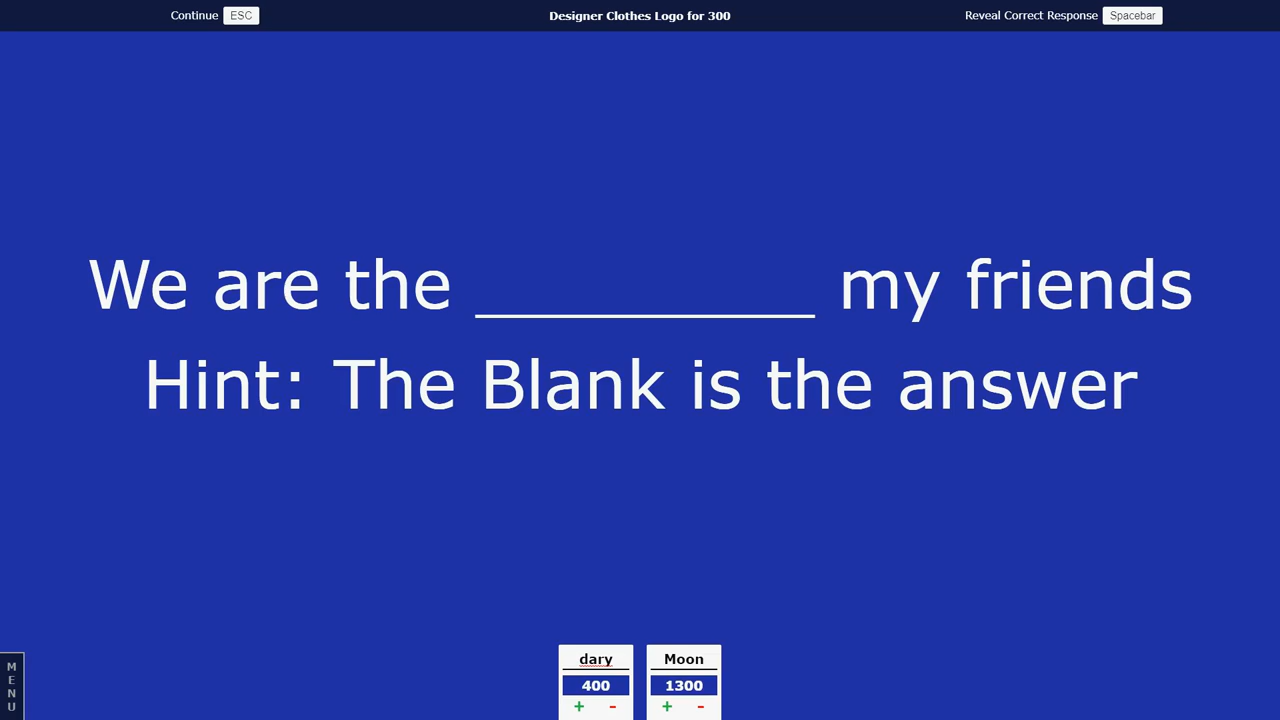 Continue ESC
Designer Clothes Logo for 300
Reveal Correct Response Spacebar
We are the __________ my friends
Hint: The Blank is the answer
MENU
dary
400
+ -
Moon
1300
+ -